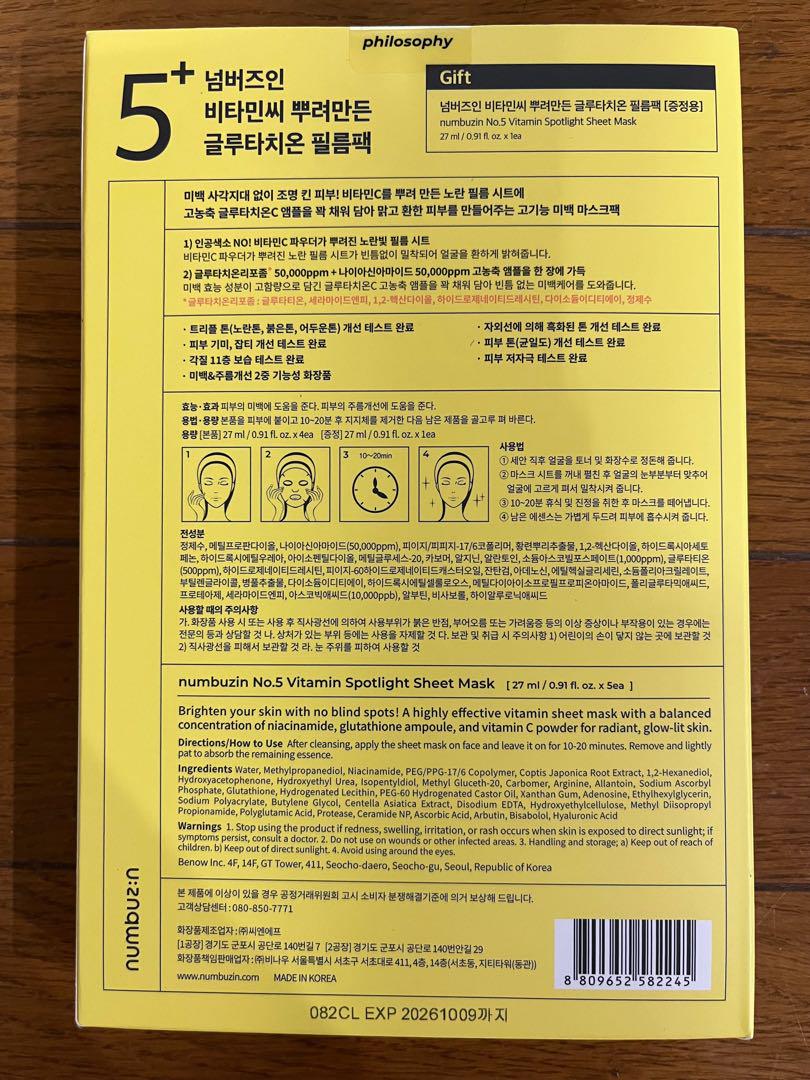 philosophy
5+
넘버즈인
비타민씨 뿌려만든
글루타치온 필름팩
Gift
넘버즈인 비타민씨 뿌려만든 글루타치온 필름팩 [증정용]
numbuzin No.5 Vitamin Spotlight Sheet Mask
27 ml / 0.91 fl. oz. x 1ea
미백 사각지대 없이 조명 킨 피부! 비타민C를 뿌려 만든 노란 필름 시트에
고농축 글루타치온C 앰플을 꽉 채워 담아 맑고 환한 피부를 만들어주는 고기능 미백 마스크팩
1) 인공색소 NO! 비타민C 파우더가 뿌려진 노란빛 필름 시트
비타민C 파우더가 뿌려진 노란 필름 시트가 빈틈없이 밀착되어 얼굴을 환하게 밝혀줍니다.
2) 글루타치온리포좀* 50,000ppm + 나이아신아마이드 50,000ppm 고농축 앰플을 한 장에 가득
미백 효능 성분이 고함량으로 담긴 글루타치온C 고농축 앰플을 꽉 채워 담아 빈틈 없는 미백케어를 도와줍니다.
*글루타치온리포좀 : 글루타티온, 세라마이드엔피, 1,2-헥산다이올, 하이드로제네이티드레시틴, 다이소듐이디티에이, 정제수
· 트리플 톤(노란톤, 붉은톤, 어두운톤) 개선 테스트 완료
· 피부 기미, 잡티 개선 테스트 완료
· 각질 11층 보습 테스트 완료
· 미백&주름개선 2중 기능성 화장품
· 자외선에 의해 흑화된 톤 개선 테스트 완료
· 피부 톤(균일도) 개선 테스트 완료
· 피부 저자극 테스트 완료
효능·효과 피부의 미백에 도움을 준다. 피부의 주름개선에 도움을 준다.
용법·용량 본품을 피부에 붙이고 10~20분 후 지지체를 제거한 다음 남은 제품을 골고루 펴 바른다.
용량 [본품] 27 ml / 0.91 fl. oz. x 4ea [증정] 27 ml / 0.91 fl. oz. x 1ea
1
2
3 10~20min
4
사용법
① 세안 직후 얼굴을 토너 및 화장수로 정돈해 줍니다.
② 마스크 시트를 꺼내 펼친 후 얼굴의 눈부분부터 맞추어
얼굴에 고르게 펴서 밀착시켜 줍니다.
③ 10~20분 휴식 및 진정을 취한 후 마스크를 떼어냅니다.
④ 남은 에센스는 가볍게 두드려 피부에 흡수시켜 줍니다.
전성분
정제수, 메틸프로판다이올, 나이아신아마이드(50,000ppm), 피이지/피피지-17/6코폴리머, 황련뿌리추출물, 1,2-헥산다이올, 하이드록시아세토
페논, 하이드록시에틸우레아, 아이소펜틸다이올, 메틸글루세스-20, 카보머, 알지닌, 알란토인, 소듐아스코빌포스페이트(1,000ppm), 글루타티온
(500ppm), 하이드로제네이티드레시틴, 피이지-60하이드로제네이티드캐스터오일, 잔탄검, 아데노신, 에틸헥실글리세린, 소듐폴리아크릴레이트,
부틸렌글라이콜, 병풀추출물, 다이소듐이디티에이, 하이드록시에틸셀룰로오스, 메틸다이아이소프로필프로피온아마이드, 폴리글루타믹애씨드,
프로테아제, 세라마이드엔피, 아스코빅애씨드(10,000ppb), 알부틴, 비사보롤, 하이알루로닉애씨드
사용할 때의 주의사항
가. 화장품 사용 시 또는 사용 후 직사광선에 의하여 사용부위가 붉은 반점, 부어오름 또는 가려움증 등의 이상 증상이나 부작용이 있는 경우에는
전문의 등과 상담할 것 나. 상처가 있는 부위 등에는 사용을 자제할 것 다. 보관 및 취급 시 주의사항 1) 어린이의 손이 닿지 않는 곳에 보관할 것
2) 직사광선을 피해서 보관할 것 라. 눈 주위를 피하여 사용할 것
numbuzin No.5 Vitamin Spotlight Sheet Mask [ 27 ml / 0.91 fl. oz. x 5ea ]
Brighten your skin with no blind spots! A highly effective vitamin sheet mask with a balanced
concentration of niacinamide, glutathione ampoule, and vitamin C powder for radiant, glow-lit skin.
Directions/How to Use After cleansing, apply the sheet mask on face and leave it on for 10-20 minutes. Remove and lightly
pat to absorb the remaining essence.
Ingredients Water, Methylpropanediol, Niacinamide, PEG/PPG-17/6 Copolymer, Coptis Japonica Root Extract, 1,2-Hexanediol,
Hydroxyacetophenone, Hydroxyethyl Urea, Isopentyldiol, Methyl Gluceth-20, Carbomer, Arginine, Allantoin, Sodium Ascorbyl
Phosphate, Glutathione, Hydrogenated Lecithin, PEG-60 Hydrogenated Castor Oil, Xanthan Gum, Adenosine, Ethylhexylglycerin,
Sodium Polyacrylate, Butylene Glycol, Centella Asiatica Extract, Disodium EDTA, Hydroxyethylcellulose, Methyl Diisopropyl
Propionamide, Polyglutamic Acid, Protease, Ceramide NP, Ascorbic Acid, Arbutin, Bisabolol, Hyaluronic Acid
Warnings 1. Stop using the product if redness, swelling, irritation, or rash occurs when skin is exposed to direct sunlight; if
symptoms persist, consult a doctor. 2. Do not use on wounds or other infected areas. 3. Handling and storage; a) Keep out of reach of
children. b) Keep out of direct sunlight. 4. Avoid using around the eyes.
Benow Inc. 4F, 14F, GT Tower, 411, Seocho-daero, Seocho-gu, Seoul, Republic of Korea
numbuz:n
본 제품에 이상이 있을 경우 공정거래위원회 고시 소비자 분쟁해결기준에 의거 보상해 드립니다.
고객상담센터 : 080-850-7771
화장품제조업자 : ㈜씨엔에프
[1공장] 경기도 군포시 공단로 140번길 7 [2공장] 경기도 군포시 공단로 140번안길 29
화장품책임판매업자 : ㈜비나우 서울특별시 서초구 서초대로 411, 4층, 14층(서초동, 지티타워(동관))
www.numbuzin.com MADE IN KOREA
8 809652 582245
082CL EXP 20261009까지